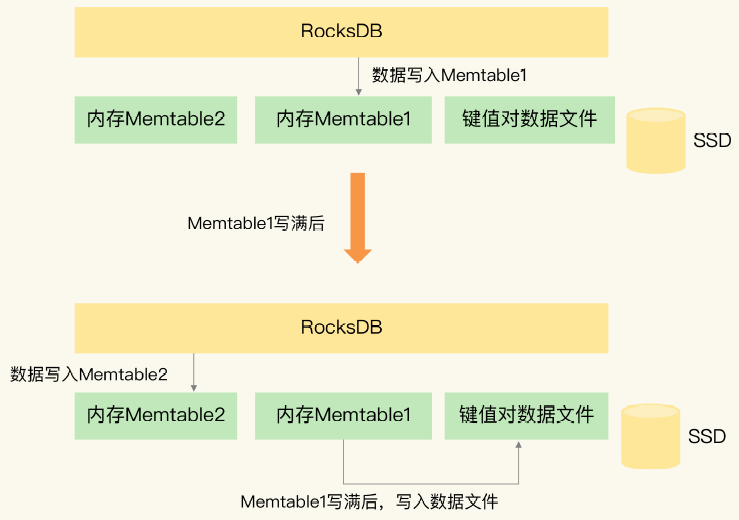 RocksDB
数据写入Memtable1
内存Memtable2
内存Memtable1
键值对数据文件
SSD
Memtable1写满后
RocksDB
数据写入Memtable2
内存Memtable2
内存Memtable1
键值对数据文件
SSD
Memtable1写满后，写入数据文件